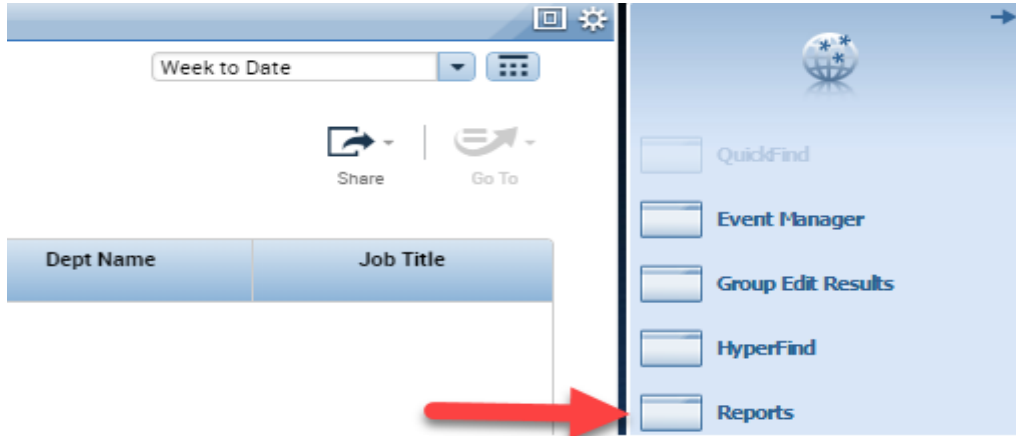 Week to Date
Share
Go To
Dept Name
Job Title
QuickFind
Event Manager
Group Edit Results
HyperFind
Reports